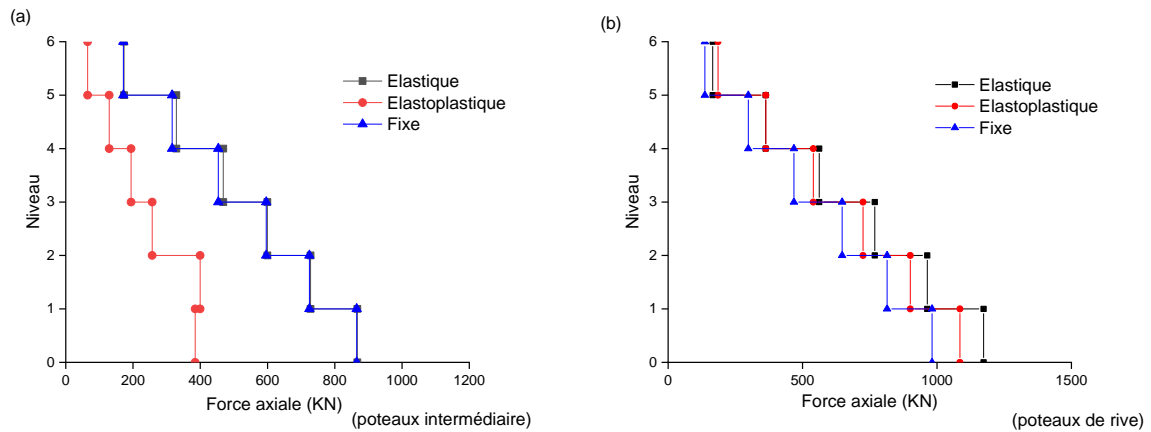 (a)
6
5
4
3
2
1
0
Niveau
Elastique
Elastoplastique
Fixe
0 200 400 600 800 1000 1200
Force axiale (KN)
(poteaux intermédiaire)
(b)
6
5
4
3
2
1
0
Niveau
Elastique
Elastoplastique
Fixe
0 500 1000 1500
Force axiale (KN)
(poteaux de rive)